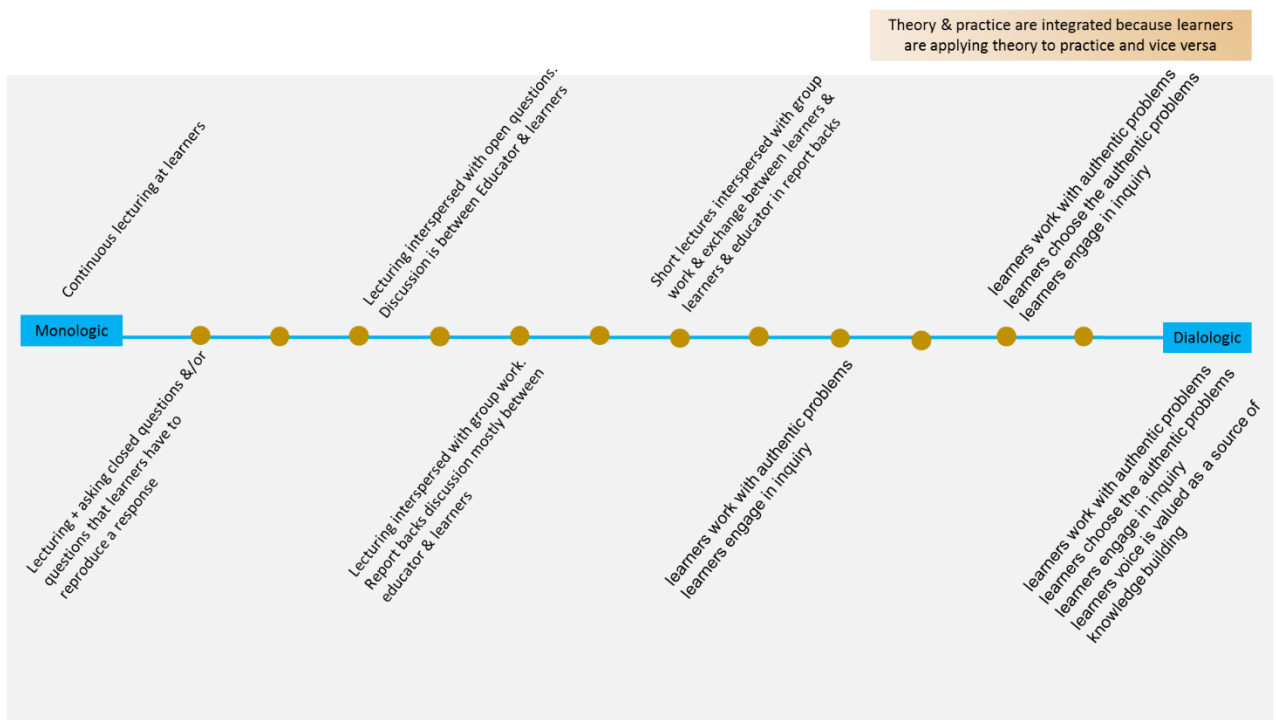 Theory & practice are integrated because learners
are applying theory to practice and vice versa
Continuous lecturing at learners
Lecturing interspersed with open questions.
Discussion is between Educator & learners
Short lectures interspersed with group
work & exchange between learners &
learners & educator in report backs
learners work with authentic problems
learners choose the authentic problems
learners engage in inquiry
Monologic
Dialologic
Lecturing + asking closed questions &/or
questions that learners have to
reproduce a response
Lecturing interspersed with group work.
Report backs discussion mostly between
educator & learners
learners work with authentic problems
learners engage in inquiry
learners work with authentic problems
learners choose the authentic problems
learners engage in inquiry
learners voice is valued as a source of
knowledge building